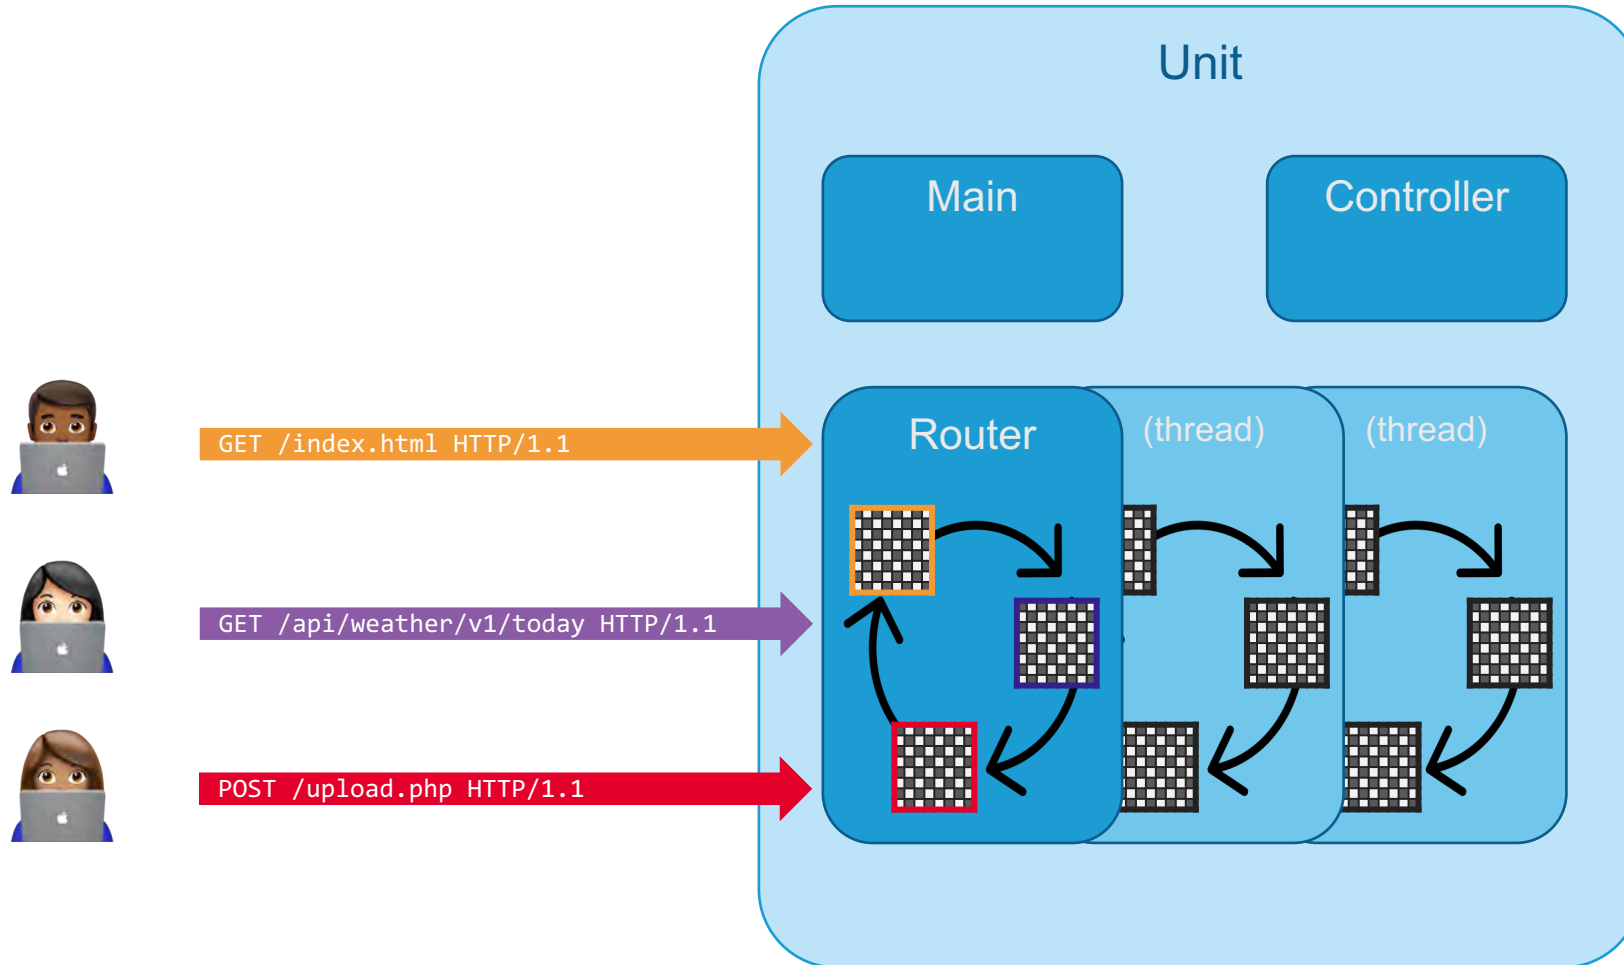 Unit
Main
Controller
GET /index.html HTTP/1.1
Router
(thread)
(thread)
GET /api/weather/v1/today HTTP/1.1
POST /upload.php HTTP/1.1